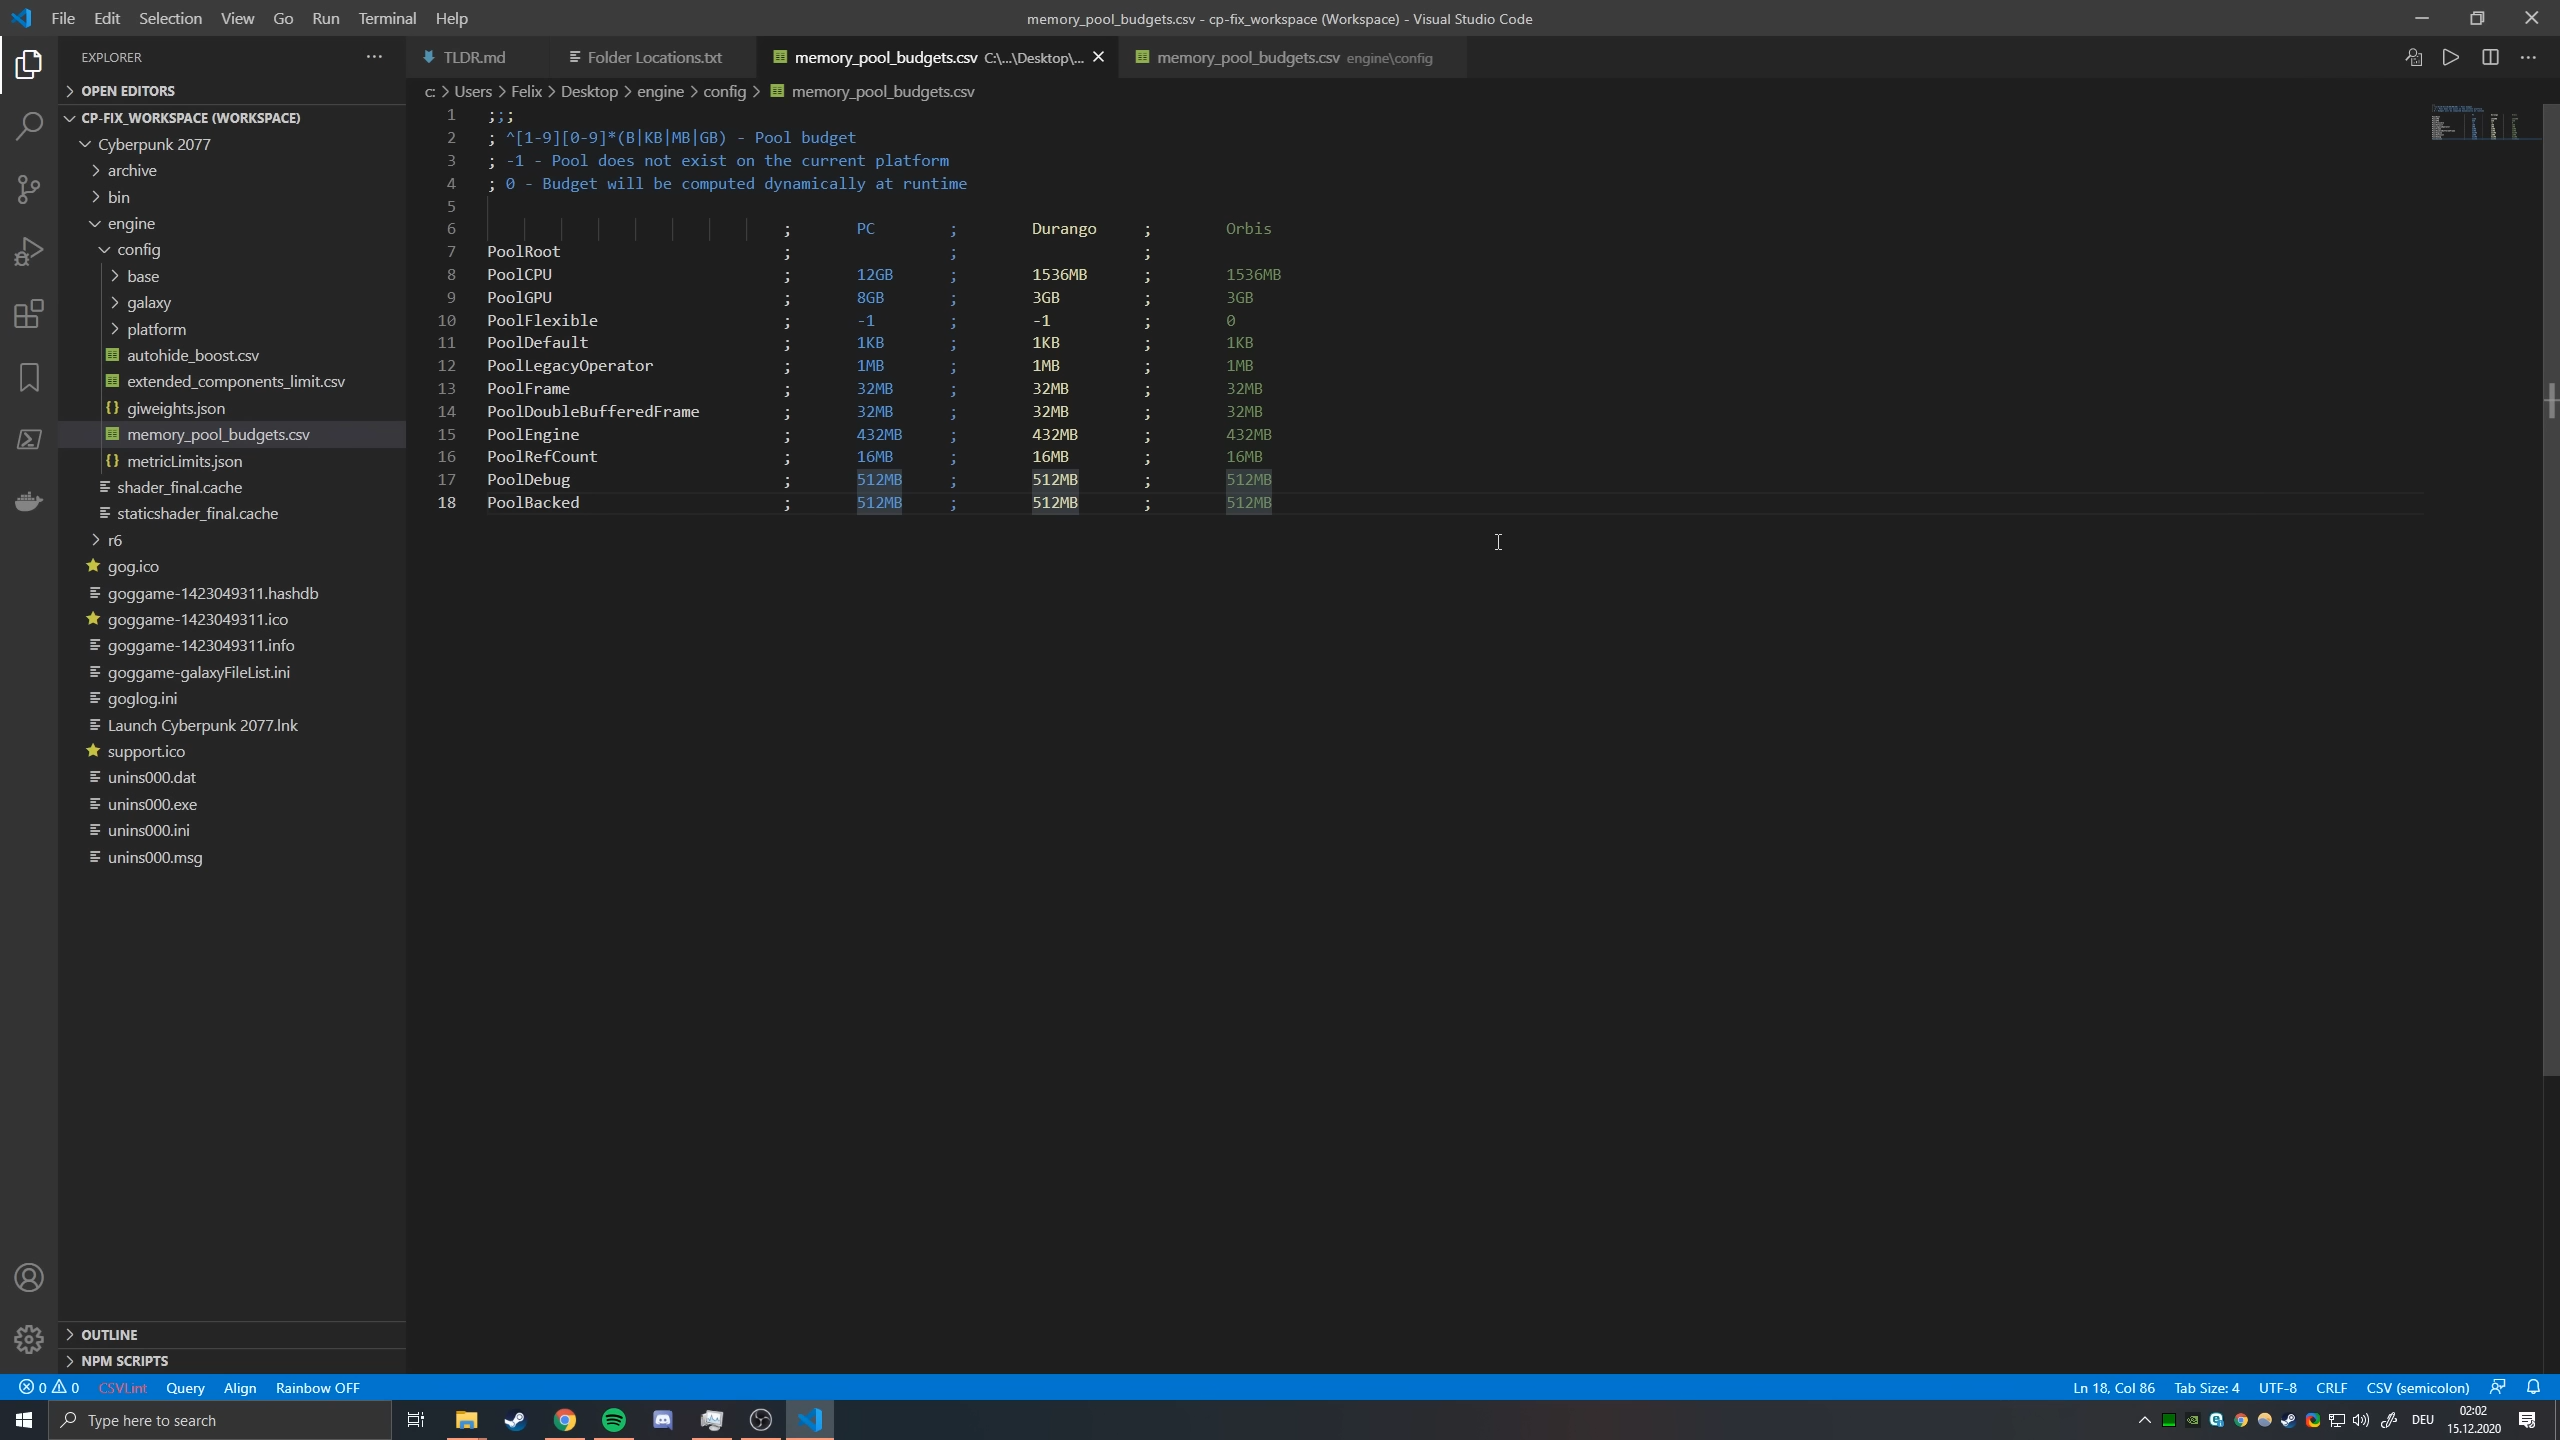 File Edit Selection View Go Run Terminal Help
memory_pool_budgets.csv - cp-fix_workspace (Workspace) - Visual Studio Code
EXPLORER
OPEN EDITORS
CP-FIX_WORKSPACE (WORKSPACE)
Cyberpunk 2077
archive
bin
engine
config
base
galaxy
platform
autohide_boost.csv
extended_components_limit.csv
{} giweights.json
memory_pool_budgets.csv
{} metricLimits.json
shader_final.cache
staticshader_final.cache
r6
gog.ico
goggame-1423049311.hashdb
goggame-1423049311.ico
goggame-1423049311.info
goggame-galaxyFileList.ini
goglog.ini
Launch Cyberpunk 2077.lnk
support.ico
unins000.dat
unins000.exe
unins000.ini
unins000.msg
OUTLINE
NPM SCRIPTS
TLDR.md Folder Locations.txt memory_pool_budgets.csv C:\...\Desktop\... memory_pool_budgets.csv engine\config
c: > Users > Felix > Desktop > engine > config > memory_pool_budgets.csv
1 ;;;
2 ; ^[1-9][0-9]*(B|KB|MB|GB) - Pool budget
3 ; -1 - Pool does not exist on the current platform
4 ; 0 - Budget will be computed dynamically at runtime
5
6 ; PC ; Durango ; Orbis
7 PoolRoot ; ; ;
8 PoolCPU ; 12GB ; 1536MB ; 1536MB
9 PoolGPU ; 8GB ; 3GB ; 3GB
10 PoolFlexible ; -1 ; -1 ; 0
11 PoolDefault ; 1KB ; 1KB ; 1KB
12 PoolLegacyOperator ; 1MB ; 1MB ; 1MB
13 PoolFrame ; 32MB ; 32MB ; 32MB
14 PoolDoubleBufferedFrame ; 32MB ; 32MB ; 32MB
15 PoolEngine ; 432MB ; 432MB ; 432MB
16 PoolRefCount ; 16MB ; 16MB ; 16MB
17 PoolDebug ; 512MB ; 512MB ; 512MB
18 PoolBacked ; 512MB ; 512MB ; 512MB
0 0 CSVLint Query Align Rainbow OFF
Ln 18, Col 86 Tab Size: 4 UTF-8 CRLF CSV (semicolon)
Type here to search
DEU
02:02
15.12.2020